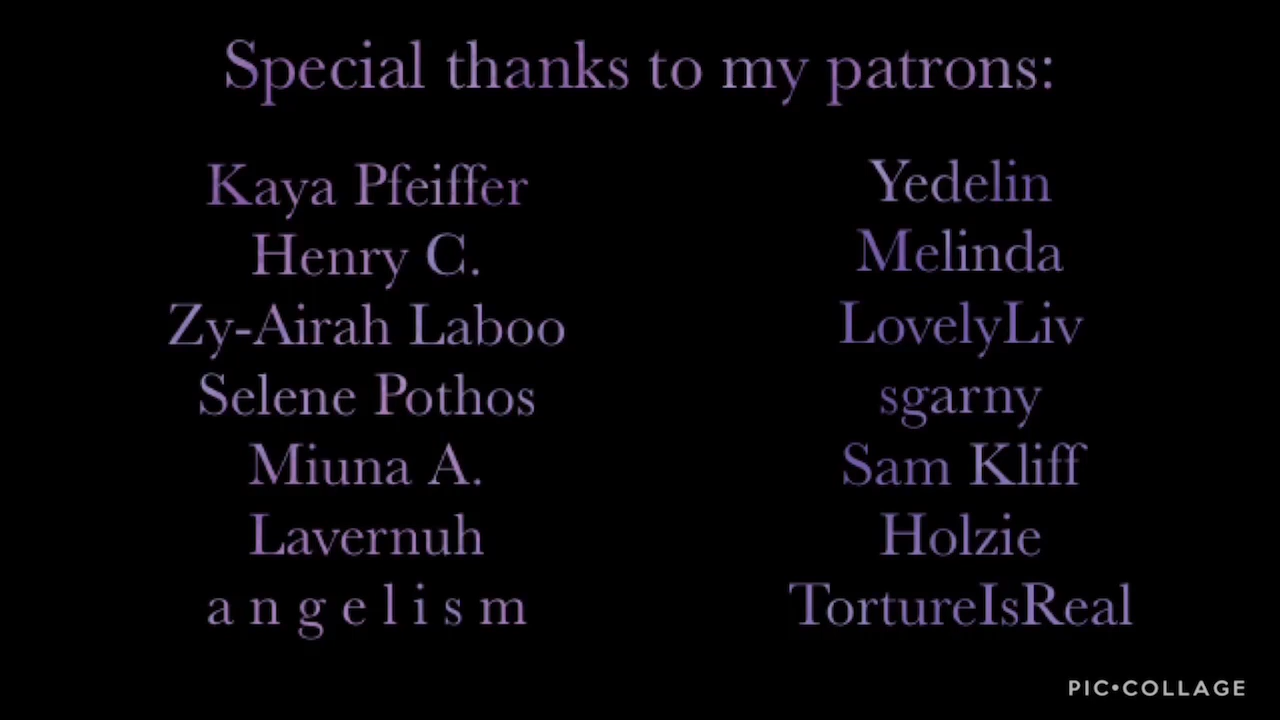 Special thanks to my patrons:
Kaya Pfeiffer
Henry C.
Zy-Airah Laboo
Selene Pothos
Miuna A.
Lavernuh
a n g e l i s m
Yedelin
Melinda
LovelyLiv
sgarny
Sam Kliff
Holzie
TortureIsReal
PIC•COLLAGE